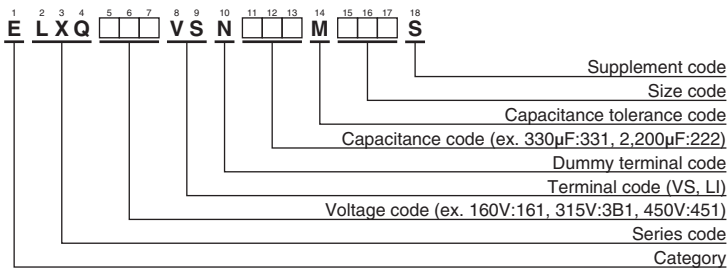 1 2 3 4 5 6 7 8 9 10 11 12 13 14 15 16 17 18
E LXQ VS N M S
Supplement code
Size code
Capacitance tolerance code
Capacitance code (ex. 330µF:331, 2,200µF:222)
Dummy terminal code
Terminal code (VS, LI)
Voltage code (ex. 160V:161, 315V:3B1, 450V:451)
Series code
Category